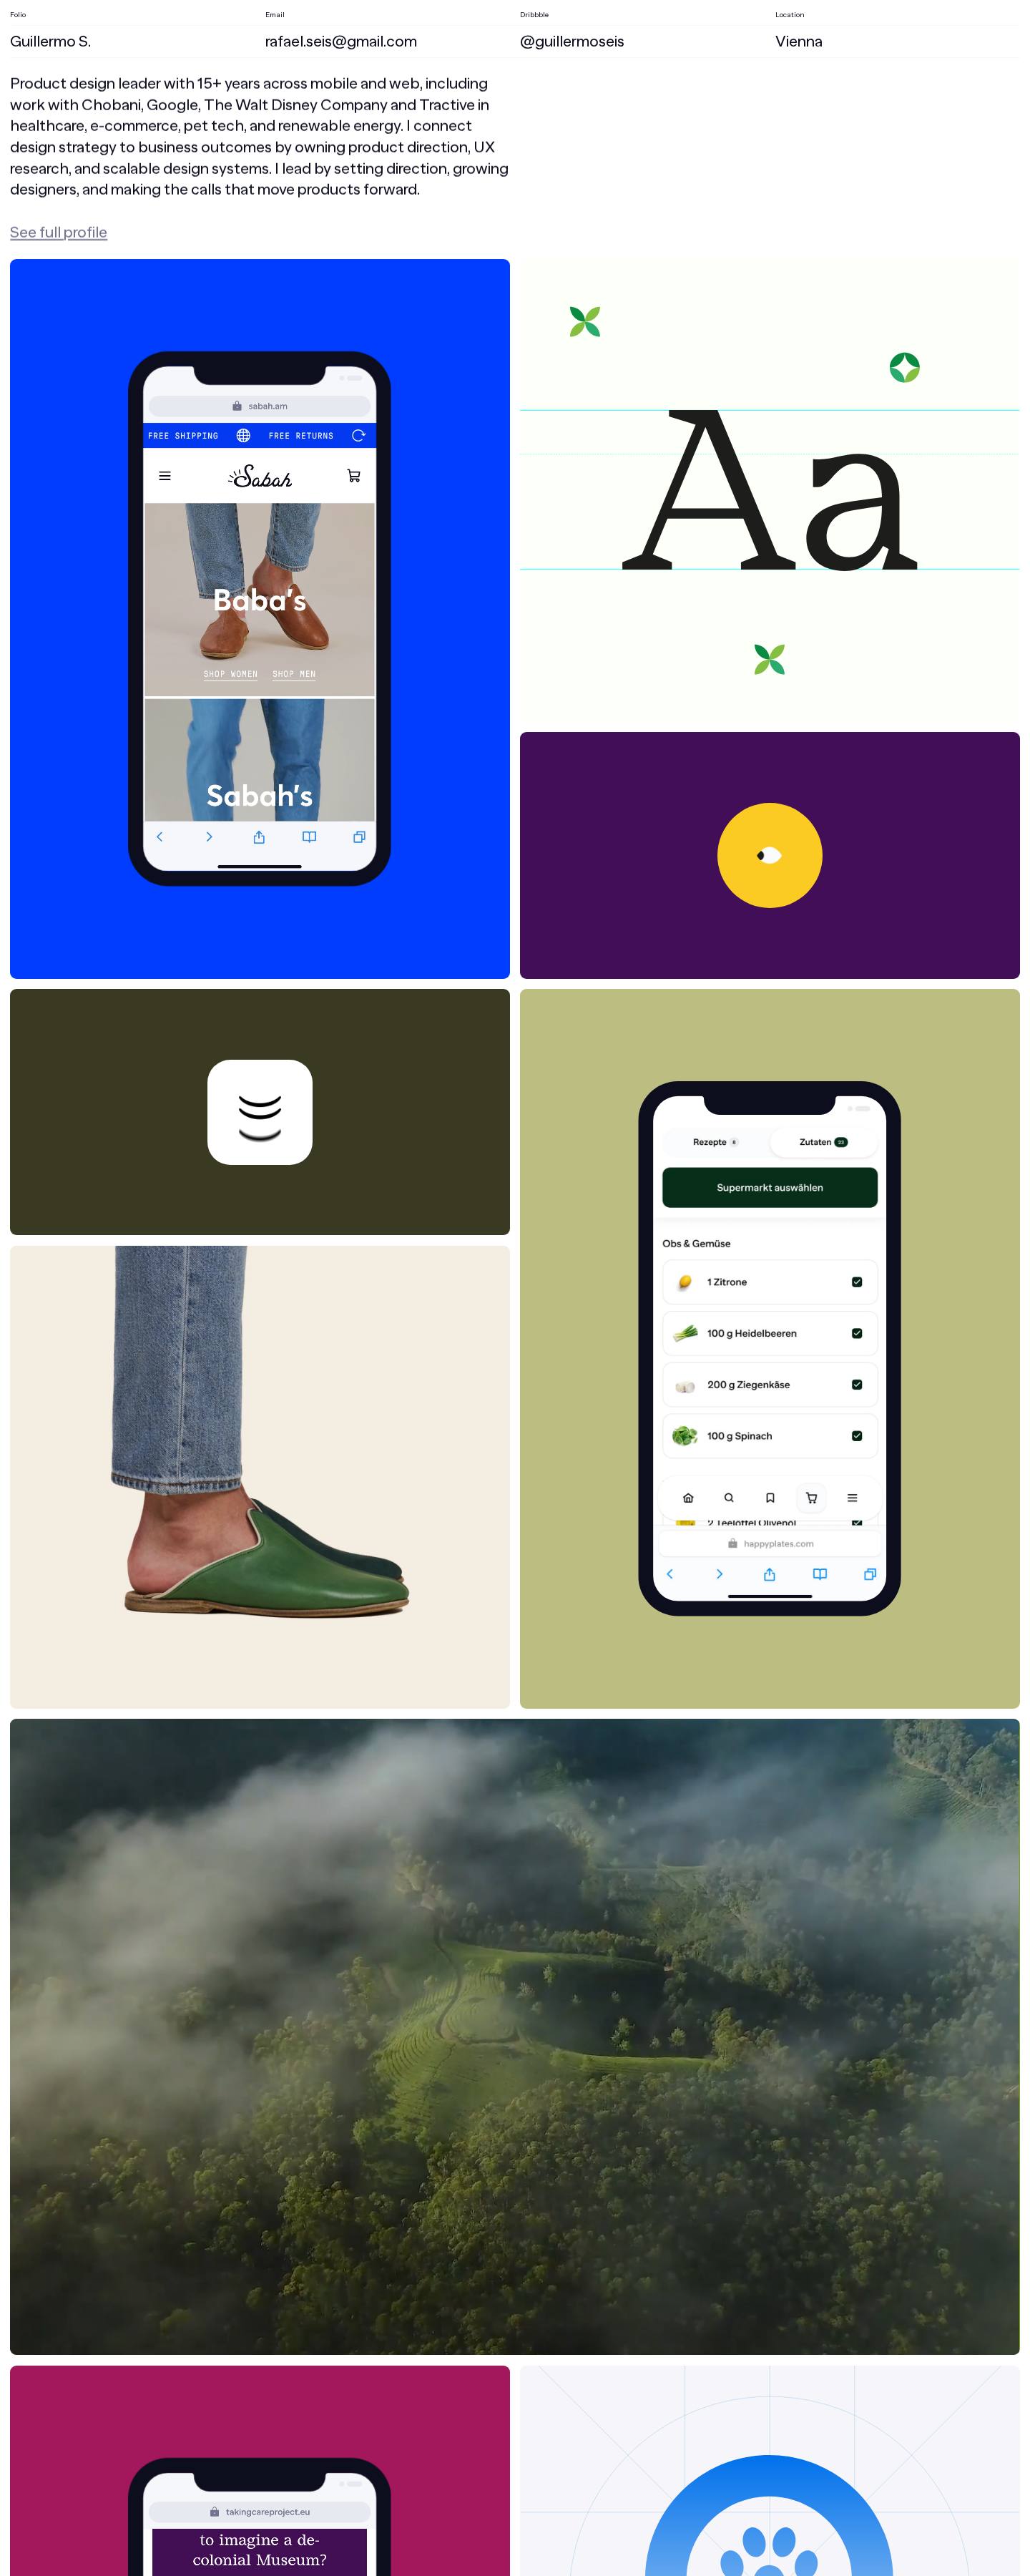 Folio
Email
Dribbble
Location
Guillermo S.
rafael.seis@gmail.com
@guillermoseis
Vienna
Product design leader with 15+ years across mobile and web, including
work with Chobani, Google, The Walt Disney Company and Tractive in
healthcare, e-commerce, pet tech, and renewable energy. I connect
design strategy to business outcomes by owning product direction, UX
research, and scalable design systems. I lead by setting direction, growing
designers, and making the calls that move products forward.
See full profile
sabah.am
FREE SHIPPING
FREE RETURNS
Sabah
Baba's
SHOP WOMEN
SHOP MEN
Sabah's
Aa
Rezepte 8
Zutaten 33
Supermarkt auswählen
Obs & Gemüse
1 Zitrone
100 g Heidelbeeren
200 g Ziegenkäse
100 g Spinach
2 Teelöffel Olivenöl
happyplates.com
takingcareproject.eu
to imagine a de-
colonial Museum?